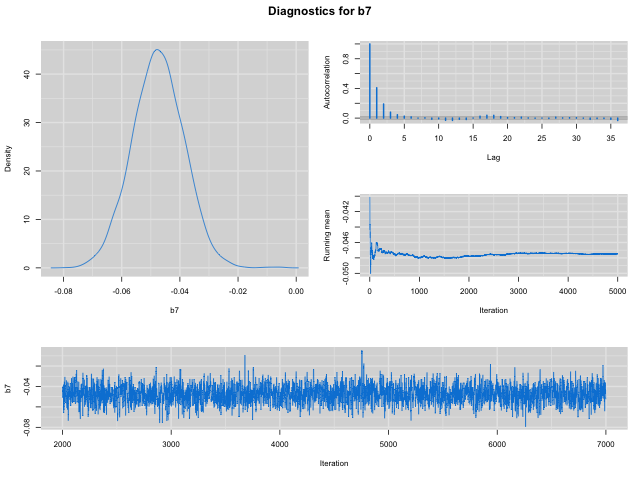 Diagnostics for b7
Density
0 10 20 30 40
-0.08 -0.06 -0.04 -0.02 0.00
b7
Autocorrelation
0.0 0.4 0.8
0 5 10 15 20 25 30 35
Lag
Running mean
-0.050 -0.046 -0.042
0 1000 2000 3000 4000 5000
Iteration
b7
-0.08 -0.04
2000 3000 4000 5000 6000 7000
Iteration